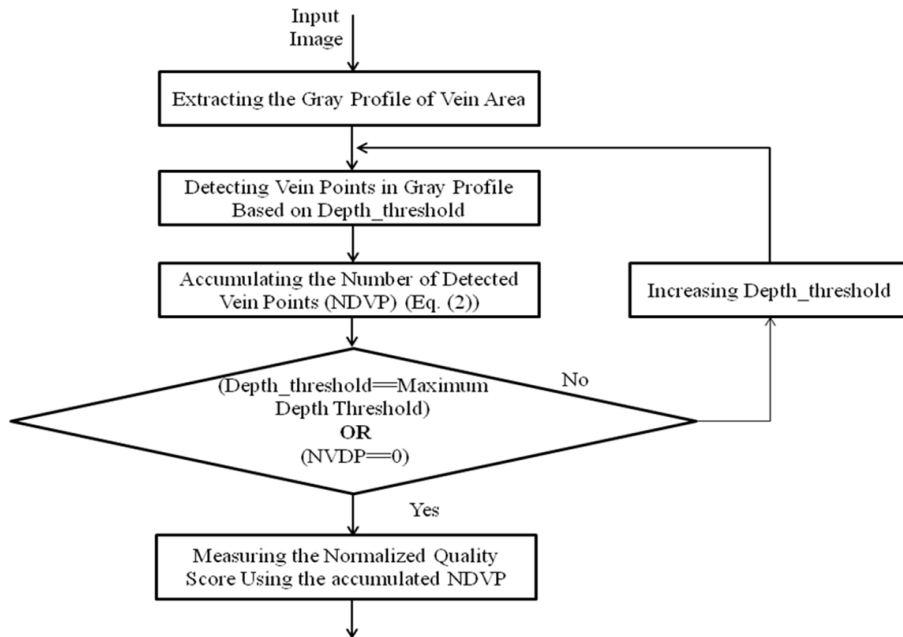 Input
Image
Extracting the Gray Profile of Vein Area
Detecting Vein Points in Gray Profile
Based on Depth_threshold
Accumulating the Number of Detected
Vein Points (NDVP) (Eq. (2))
Increasing Depth_threshold
(Depth_threshold==Maximum
Depth Threshold)
OR
(NVDP==0)
No
Yes
Measuring the Normalized Quality
Score Using the accumulated NDVP